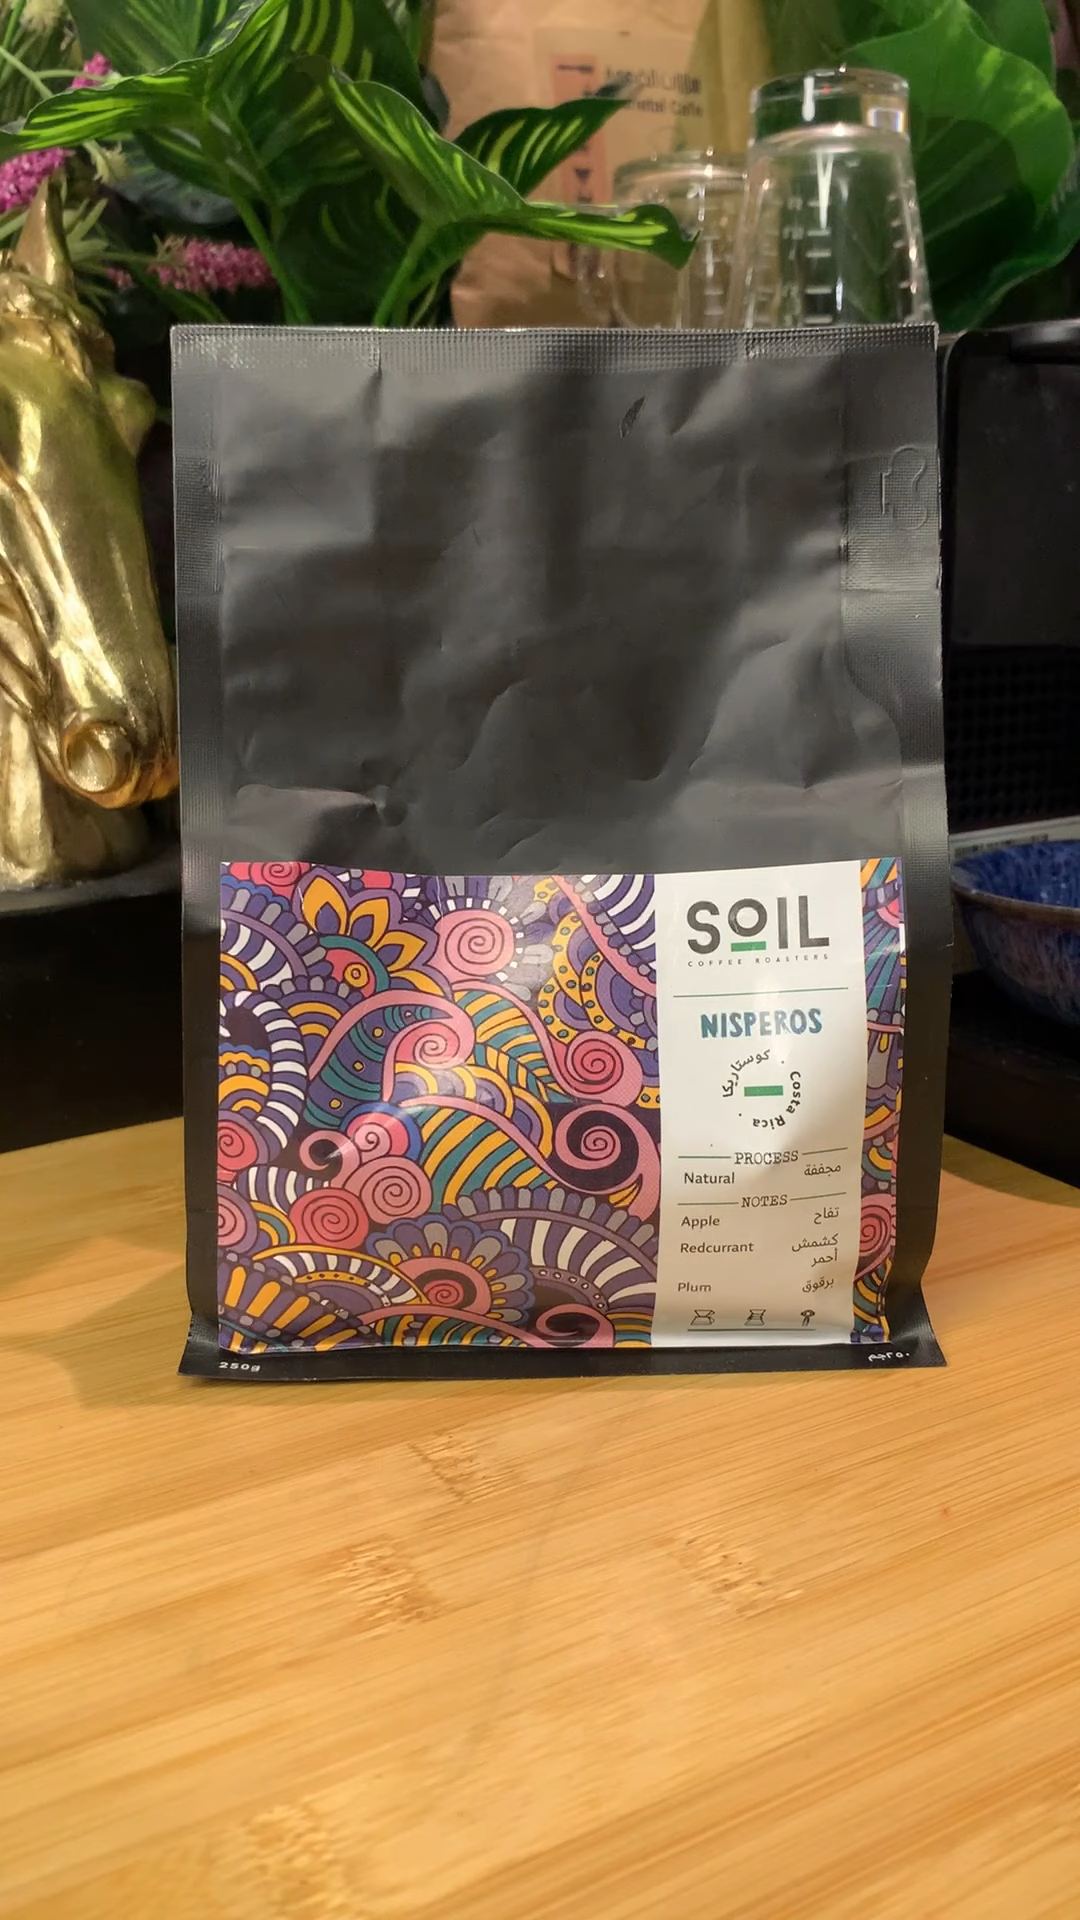 SOIL
COFFEE ROASTERS
NISPEROS
كوستاريكا
Costa Rica
PROCESS
Natural مجففة
NOTES
Apple تفاح
Redcurrant كشمش أحمر
Plum برقوق
250g ٢٥٠جم